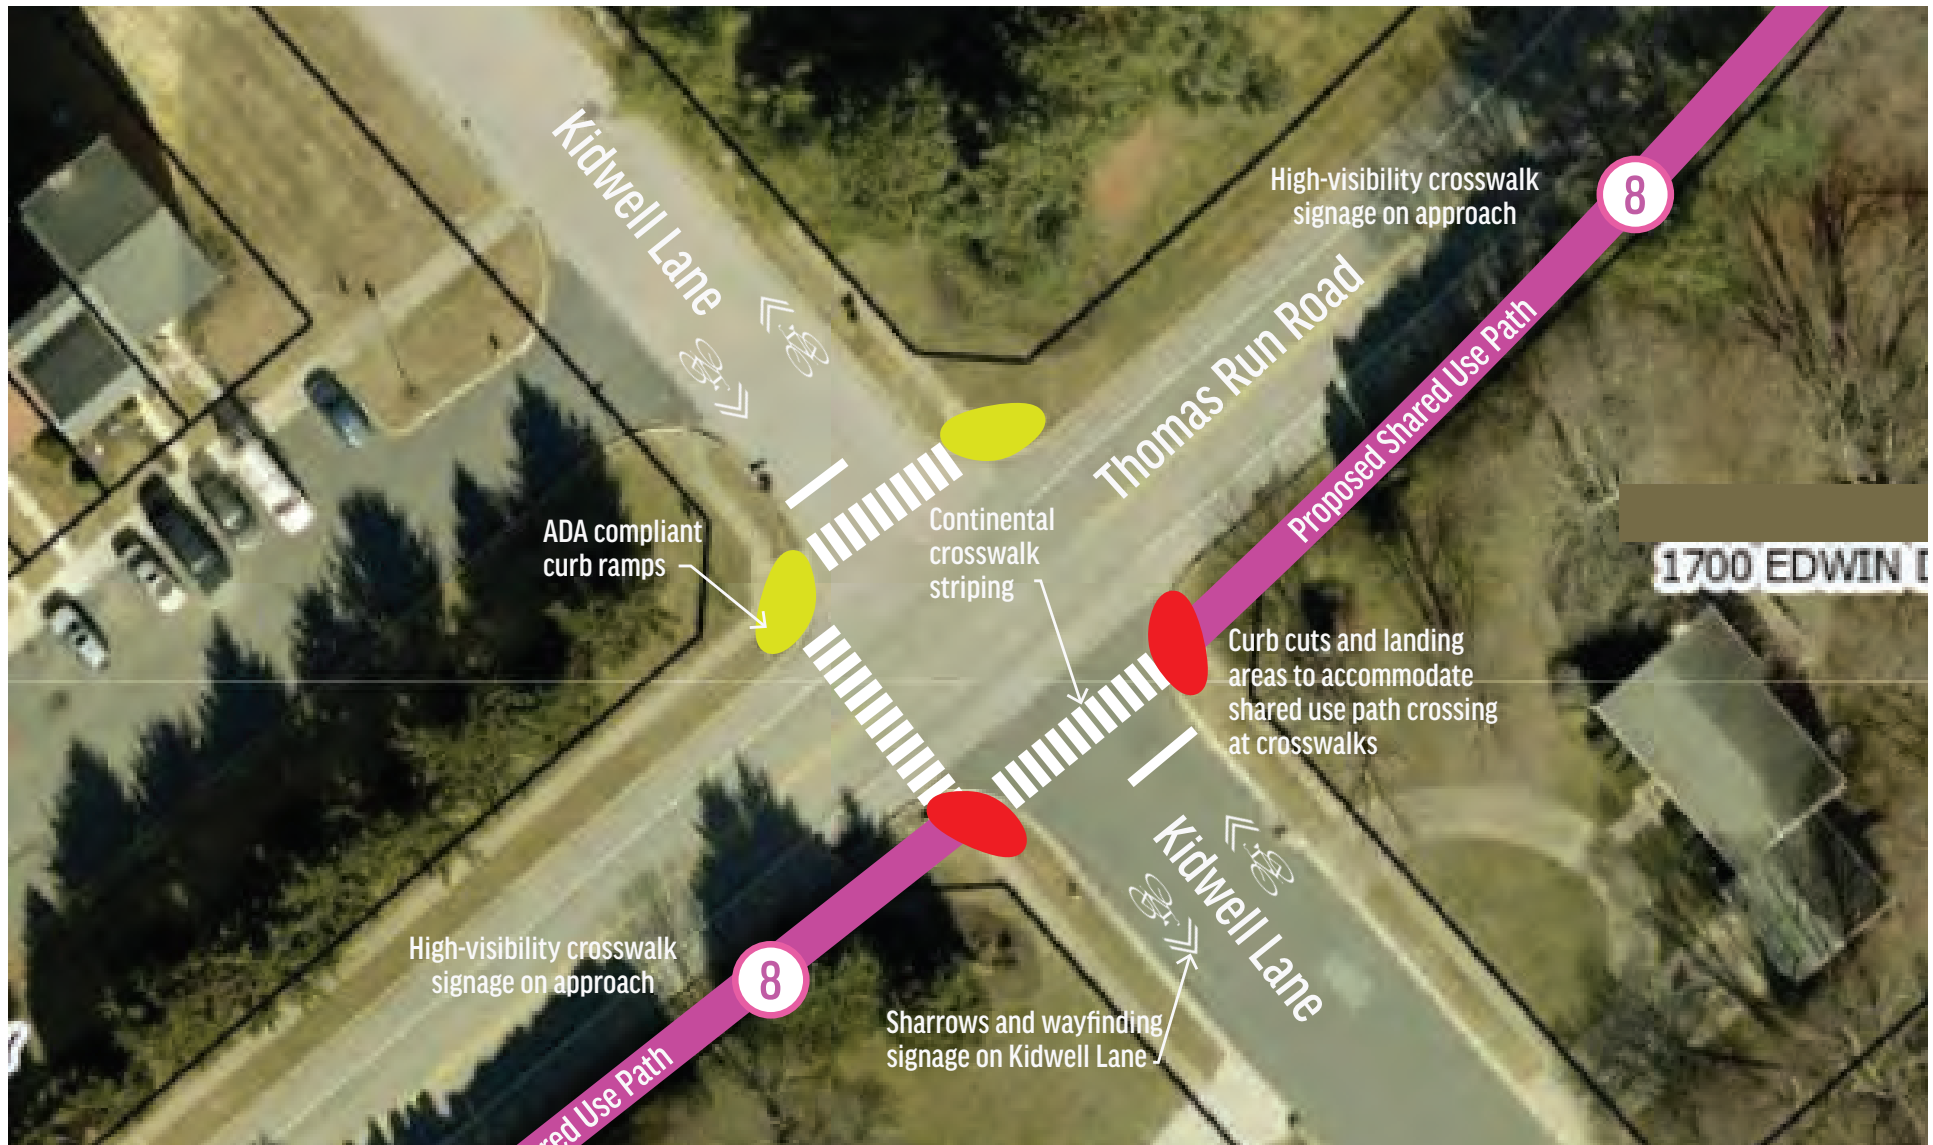 Kidwell Lane
High-visibility crosswalk
signage on approach
8
Thomas Run Road
Proposed Shared Use Path
ADA compliant
curb ramps
Continental
crosswalk
striping
1700 EDWIN
Curb cuts and landing
areas to accommodate
shared use path crossing
at crosswalks
Kidwell Lane
High-visibility crosswalk
signage on approach
8
Sharrows and wayfinding
signage on Kidwell Lane
Use Path